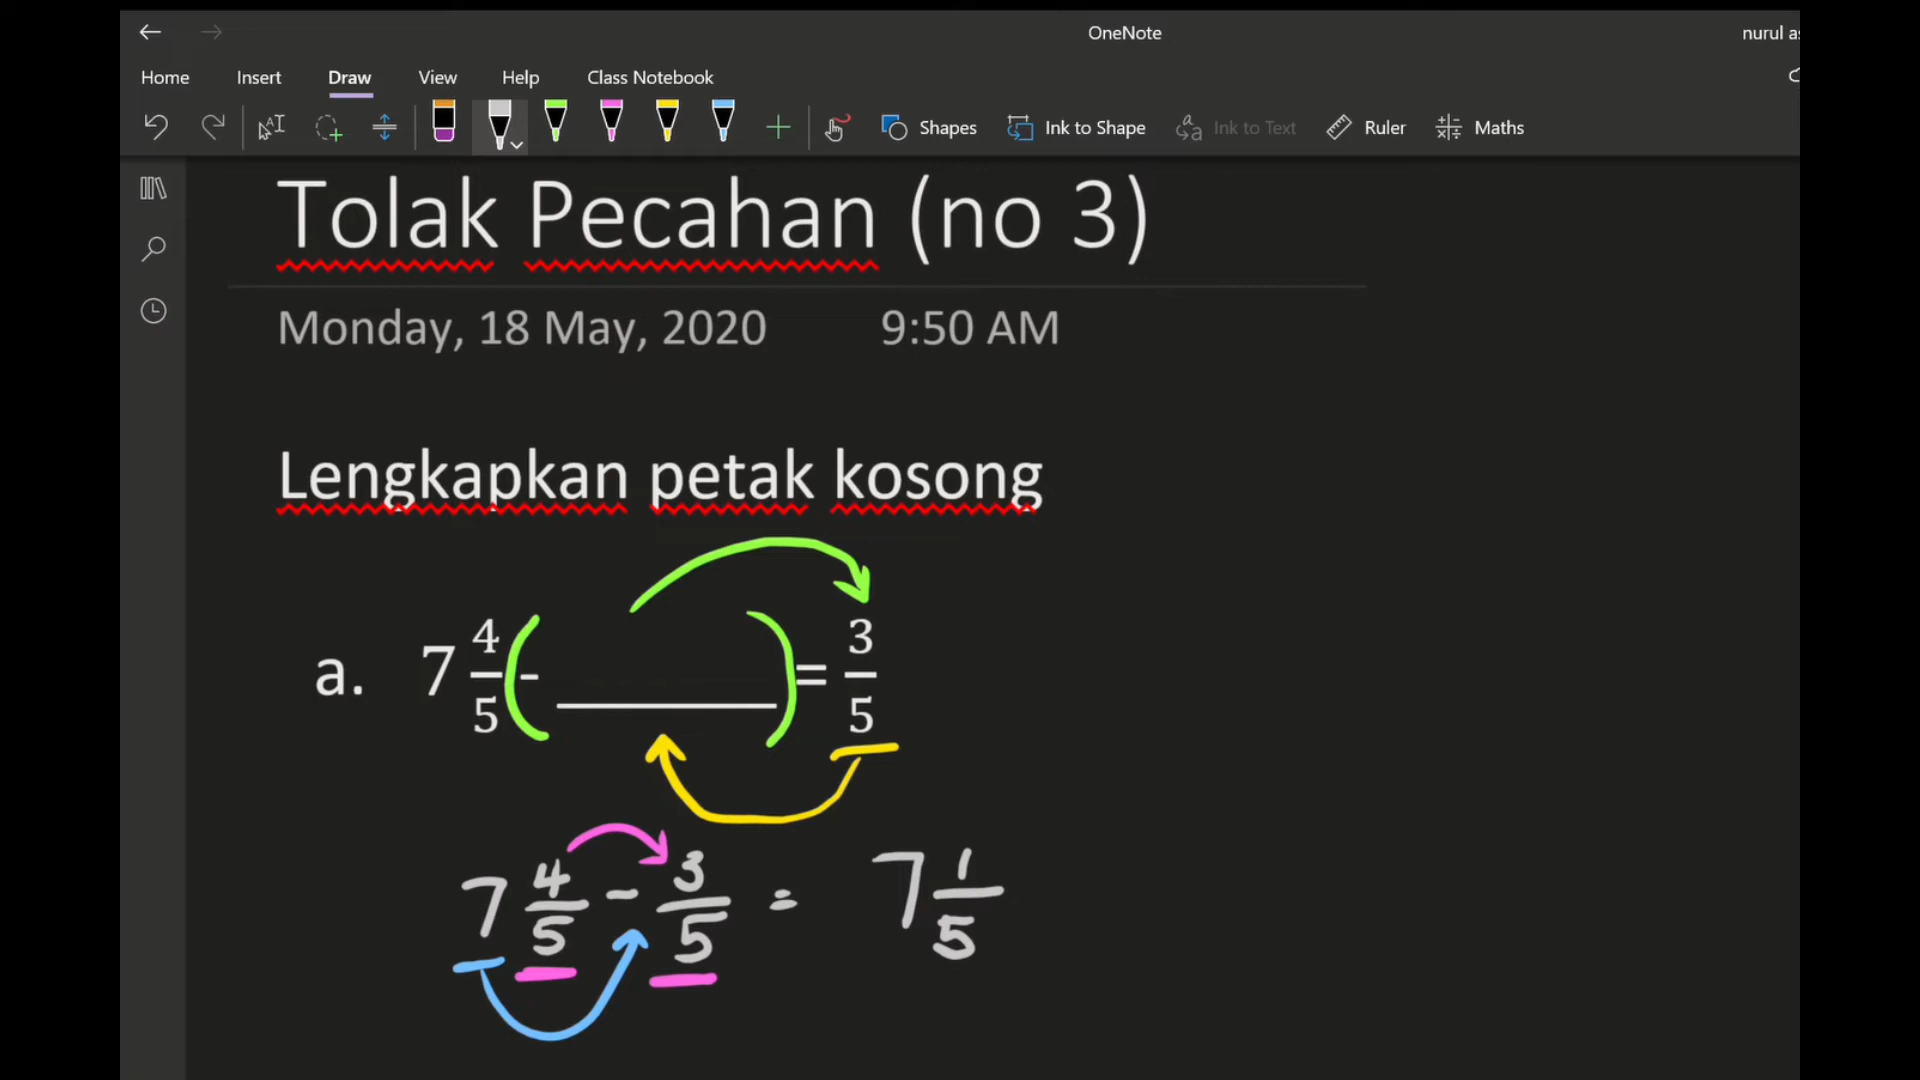 OneNote
nurul as
Home Insert Draw View Help Class Notebook
Shapes Ink to Shape Ink to Text Ruler Maths
Tolak Pecahan (no 3)
Monday, 18 May, 2020 9:50 AM
Lengkapkan petak kosong
a. 7 4/5 (- ________ ) = 3/5
7 4/5 - 3/5 = 7 1/5